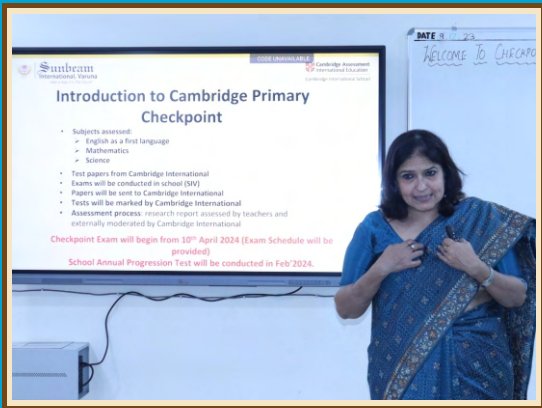 CODE UNAVAILABLE
DATE 9
WELCOME TO CHECKPO
Sunbeam
International, Varuna
Cambridge Assessment
International Education
Cambridge International School
Introduction to Cambridge Primary
Checkpoint
• Subjects assessed:
➢ English as a first language
➢ Mathematics
➢ Science
• Test papers from Cambridge International
• Exams will be conducted in school (SIV)
• Papers will be sent to Cambridge International
• Tests will be marked by Cambridge International
• Assessment process: research report assessed by teachers and
externally moderated by Cambridge International
Checkpoint Exam will begin from 10th April 2024 (Exam Schedule will be
provided)
School Annual Progression Test will be conducted in Feb'2024.